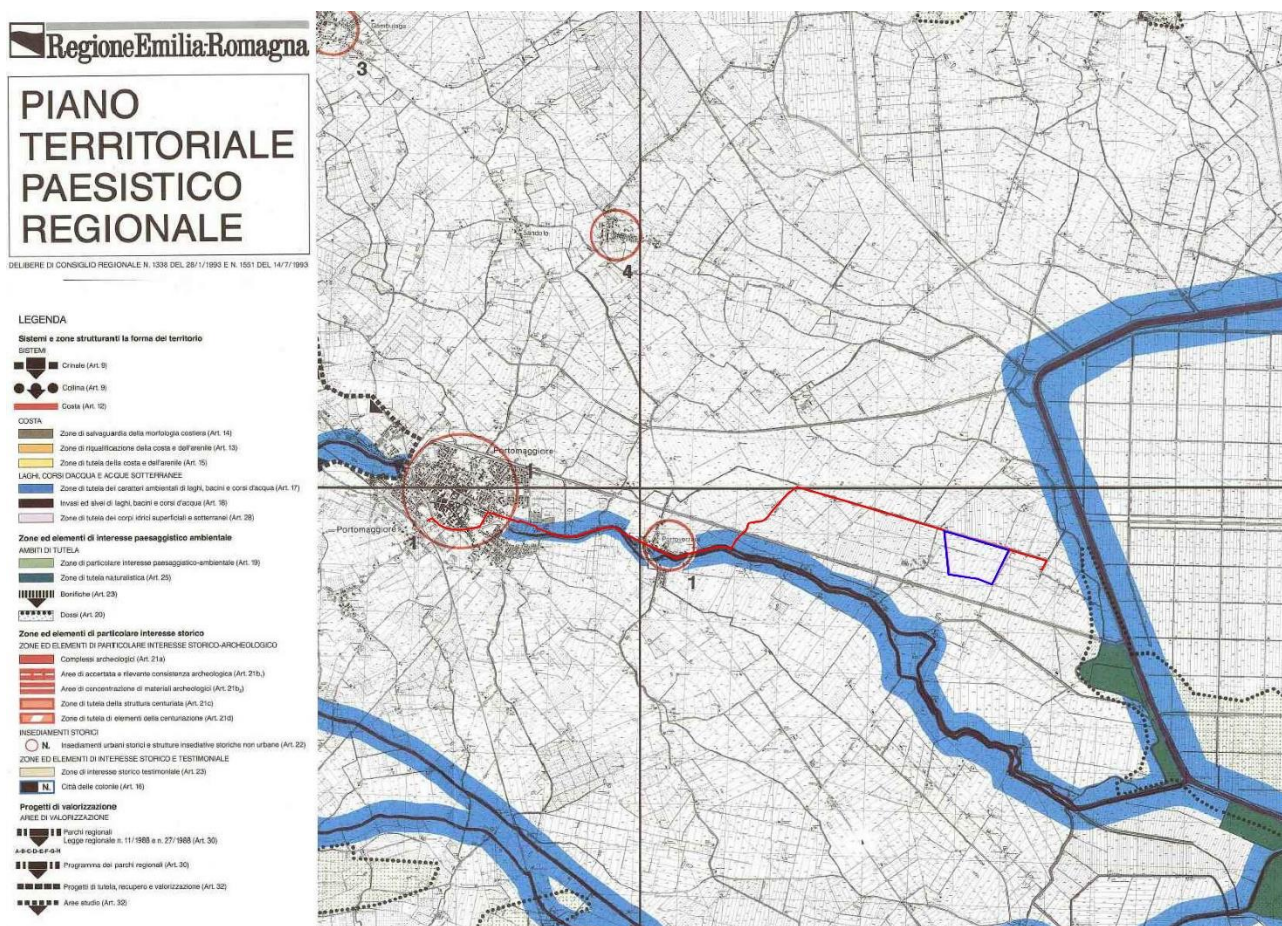 Regione Emilia-Romagna
PIANO
TERRITORIALE
PAESISTICO
REGIONALE
DELIBERE DI CONSIGLIO REGIONALE N. 1338 DEL 28/1/1993 E N. 1551 DEL 14/7/1993
LEGENDA
Sistemi e zone strutturanti la forma del territorio
SISTEMI
Crinale (Art. 9)
Collina (Art. 9)
Costa (Art. 12)
COSTA
Zone di salvaguardia della morfologia costiera (Art. 14)
Zone di riqualificazione della costa e dell'arenile (Art. 13)
Zone di tutela della costa e dell'arenile (Art. 15)
LAGHI, CORSI D'ACQUA E ACQUE SOTTERRANEE
Zone di tutela dei caratteri ambientali di laghi, bacini e corsi d'acqua (Art. 17)
Invasi ed alvei di laghi, bacini e corsi d'acqua (Art. 18)
Zone di tutela dei corpi idrici superficiali e sotterranei (Art. 28)
Zone ed elementi di interesse paesaggistico ambientale
AMBITI DI TUTELA
Zone di particolare interesse paesaggistico-ambientale (Art. 19)
Zone di tutela naturalistica (Art. 25)
Bonifiche (Art. 23)
Dossi (Art. 20)
Zone ed elementi di particolare interesse storico
ZONE ED ELEMENTI DI PARTICOLARE INTERESSE STORICO-ARCHEOLOGICO
Complessi archeologici (Art. 21a)
Aree di accertata e rilevante consistenza archeologica (Art. 21b₁)
Aree di concentrazione di materiali archeologici (Art. 21b₂)
Zone di tutela della struttura centuriata (Art. 21c)
Zone di tutela di elementi della centuriazione (Art. 21d)
INSEDIAMENTI STORICI
N. Insediamenti urbani storici e strutture insediative storiche non urbane (Art. 22)
ZONE ED ELEMENTI DI INTERESSE STORICO E TESTIMONIALE
Zone di interesse storico testimoniale (Art. 23)
N. Città delle colonie (Art. 16)
Progetti di valorizzazione
AREE DI VALORIZZAZIONE
Parchi regionali
Legge regionale n. 11/1988 e n. 27/1988 (Art. 30)
A-B-C-D-E-F-G-H
Programma dei parchi regionali (Art. 30)
Progetti di tutela, recupero e valorizzazione (Art. 32)
Aree studio (Art. 32)
3
Sandolo
4
Portomaggiore
1
Portomaggiore
1
Portoverrara
1